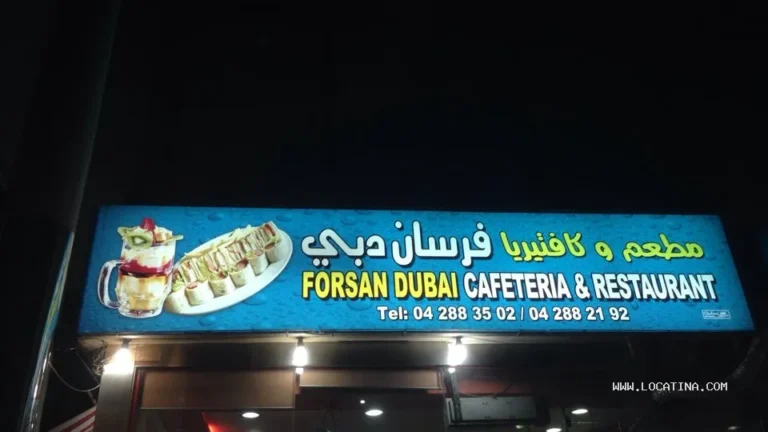 مطعم و كافتيريا فرسان دبي
FORSAN DUBAI CAFETERIA & RESTAURANT
Tel: 04 288 35 02 / 04 288 21 92
WWW.LOCATINA.COM